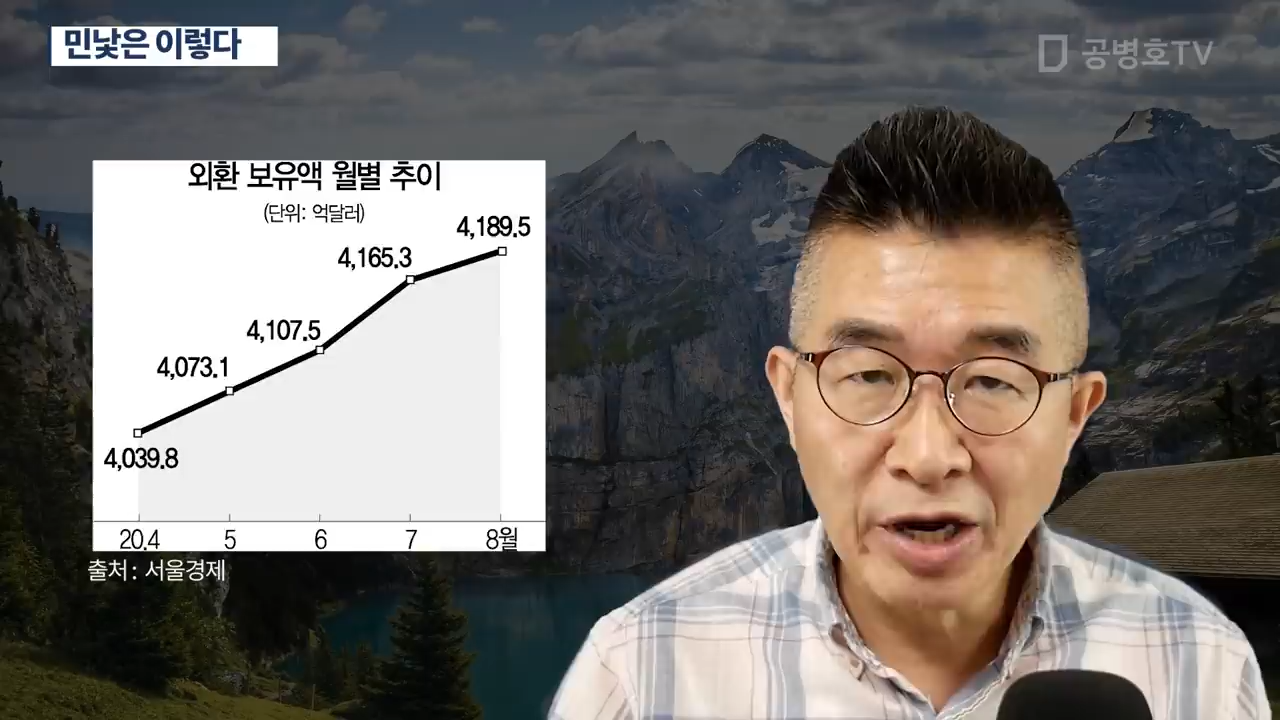 민낯은 이렇다
공병호TV
외환 보유액 월별 추이
(단위: 억달러)
4,189.5
4,165.3
4,107.5
4,073.1
4,039.8
20.4 5 6 7 8월
출처: 서울경제